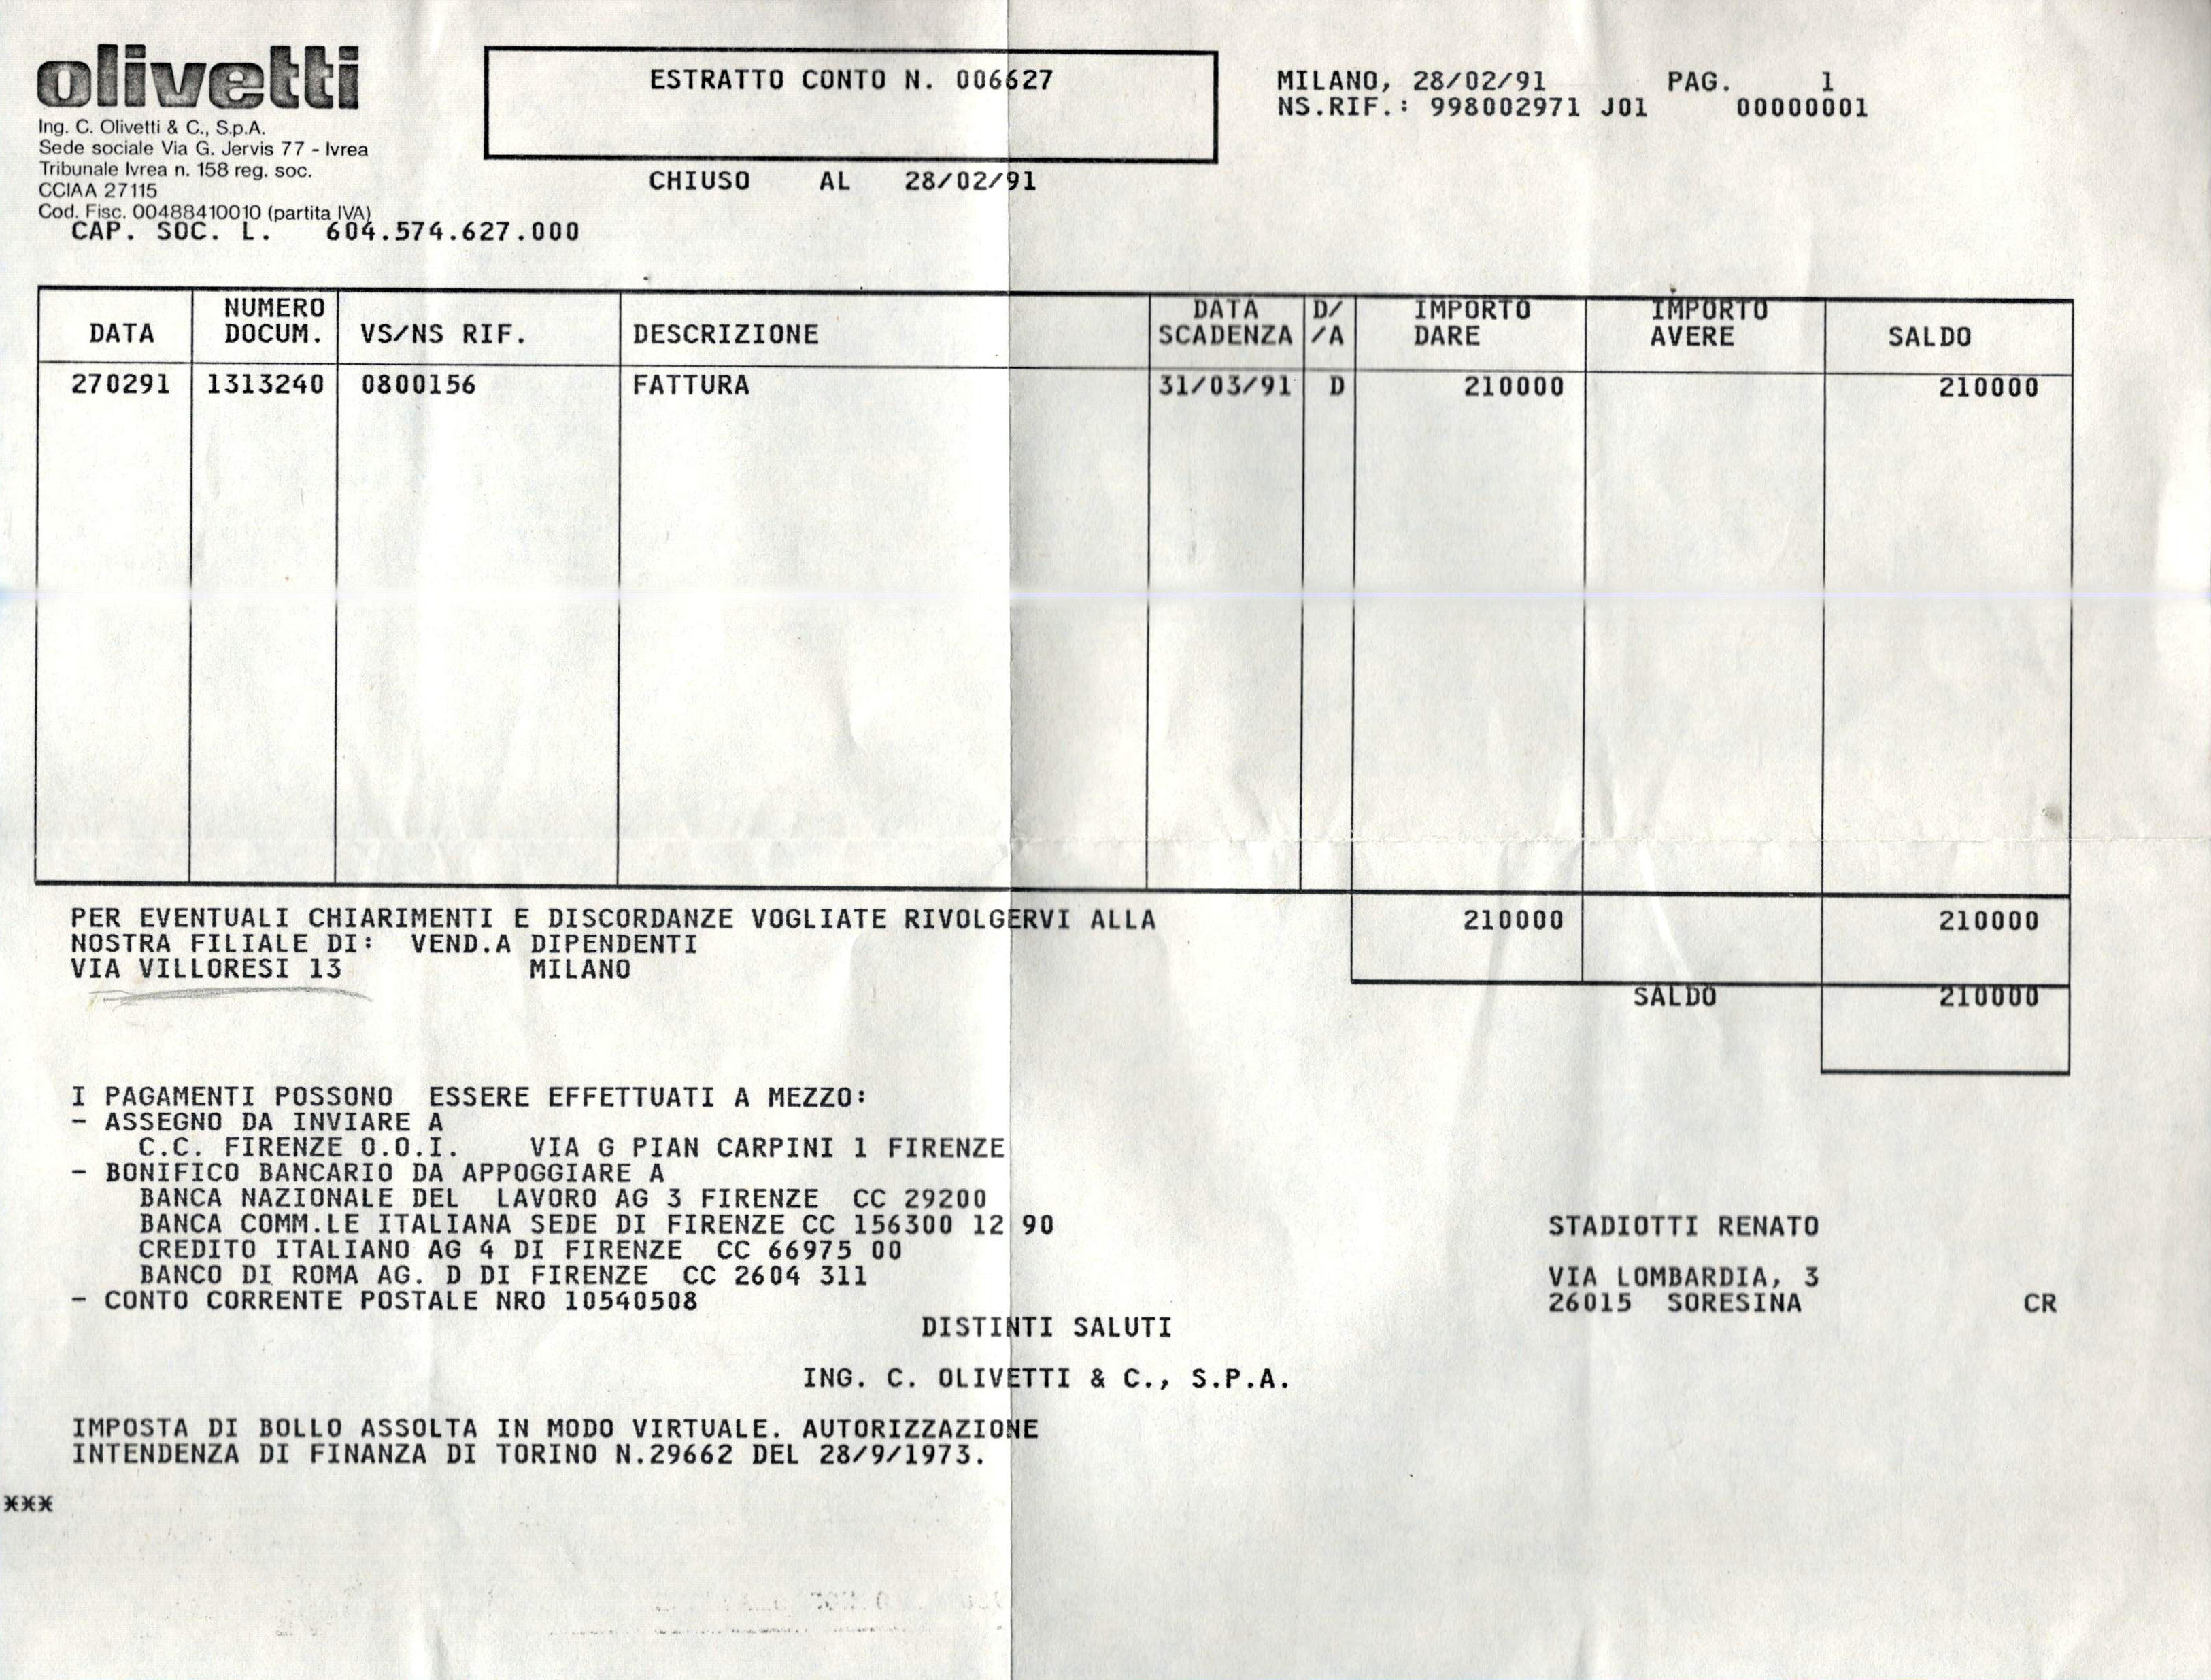 olivetti
Ing. C. Olivetti & C., S.p.A.
Sede sociale Via G. Jervis 77 - Ivrea
Tribunale Ivrea n. 158 reg. soc.
CCIAA 27115
Cod. Fisc. 00488410010 (partita IVA)
CAP. SOC. L. 604.574.627.000
ESTRATTO CONTO N. 006627
CHIUSO AL 28/02/91
MILANO, 28/02/91 PAG. 1
NS.RIF.: 998002971 J01 00000001
DATA NUMERO DOCUM. VS/NS RIF. DESCRIZIONE DATA SCADENZA D/ /A IMPORTO DARE IMPORTO AVERE SALDO
270291 1313240 0800156 FATTURA 31/03/91 D 210000 210000
210000 210000
SALDO 210000
PER EVENTUALI CHIARIMENTI E DISCORDANZE VOGLIATE RIVOLGERVI ALLA
NOSTRA FILIALE DI: VEND.A DIPENDENTI
VIA VILLORESI 13 MILANO
I PAGAMENTI POSSONO ESSERE EFFETTUATI A MEZZO:
- ASSEGNO DA INVIARE A
C.C. FIRENZE O.O.I. VIA G PIAN CARPINI 1 FIRENZE
- BONIFICO BANCARIO DA APPOGGIARE A
BANCA NAZIONALE DEL LAVORO AG 3 FIRENZE CC 29200
BANCA COMM.LE ITALIANA SEDE DI FIRENZE CC 156300 12 90
CREDITO ITALIANO AG 4 DI FIRENZE CC 66975 00
BANCO DI ROMA AG. D DI FIRENZE CC 2604 311
- CONTO CORRENTE POSTALE NRO 10540508
STADIOTTI RENATO
VIA LOMBARDIA, 3
26015 SORESINA CR
DISTINTI SALUTI
ING. C. OLIVETTI & C., S.P.A.
IMPOSTA DI BOLLO ASSOLTA IN MODO VIRTUALE. AUTORIZZAZIONE
INTENDENZA DI FINANZA DI TORINO N.29662 DEL 28/9/1973.
***